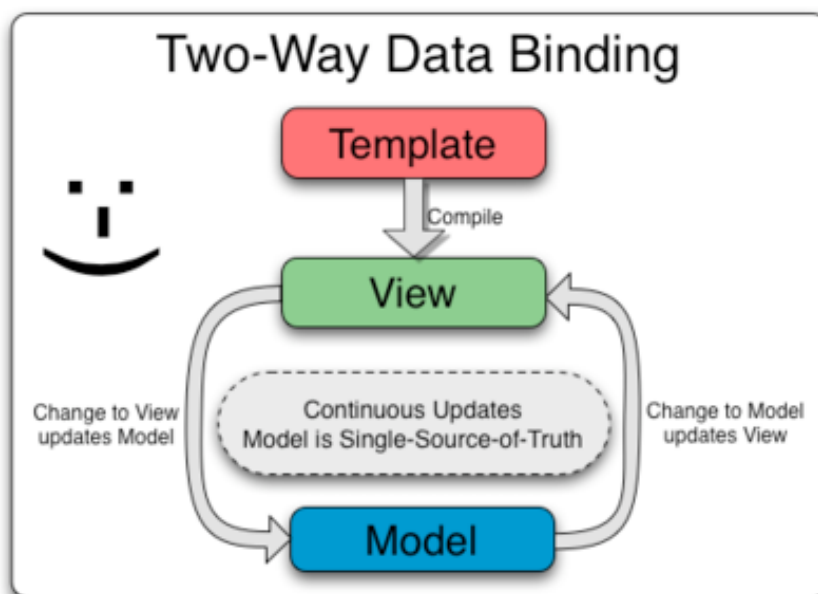 Two-Way Data Binding
Template
Compile
View
Change to View
updates Model
Continuous Updates
Model is Single-Source-of-Truth
Change to Model
updates View
Model